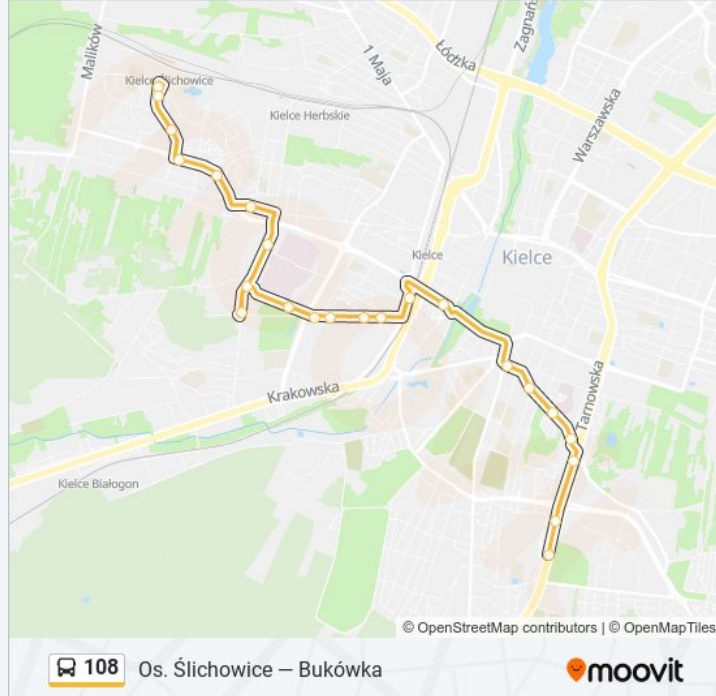 Malików
1 Maja
Łódzka
Zagnańs
Kielce Ślichowice
Kielce Herbskie
Warszawska
Kielce
Kielce
Krakowska
Tarnowska
Kielce Białogon
© OpenStreetMap contributors | © OpenMapTiles
108 Os. Ślichowice — Bukówka
moovit